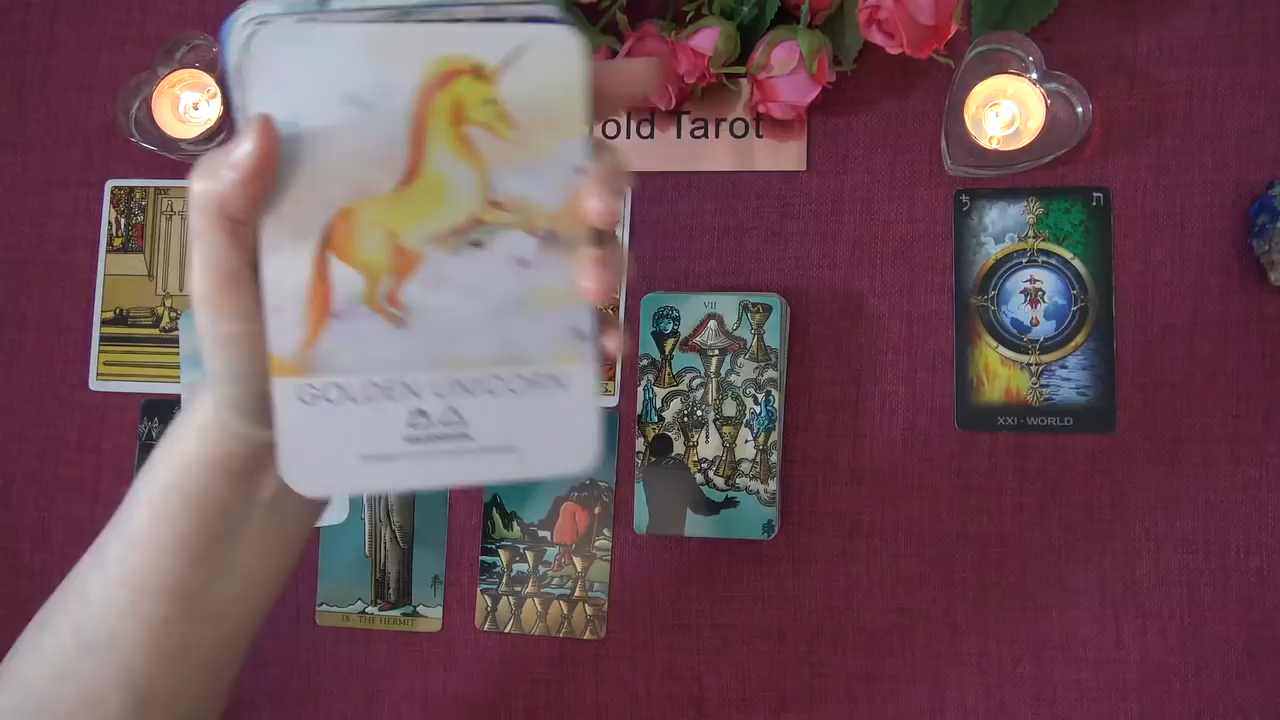 old Tarot
GOLDEN UNICORN
VII
XXI · WORLD
IX · THE HERMIT
ת